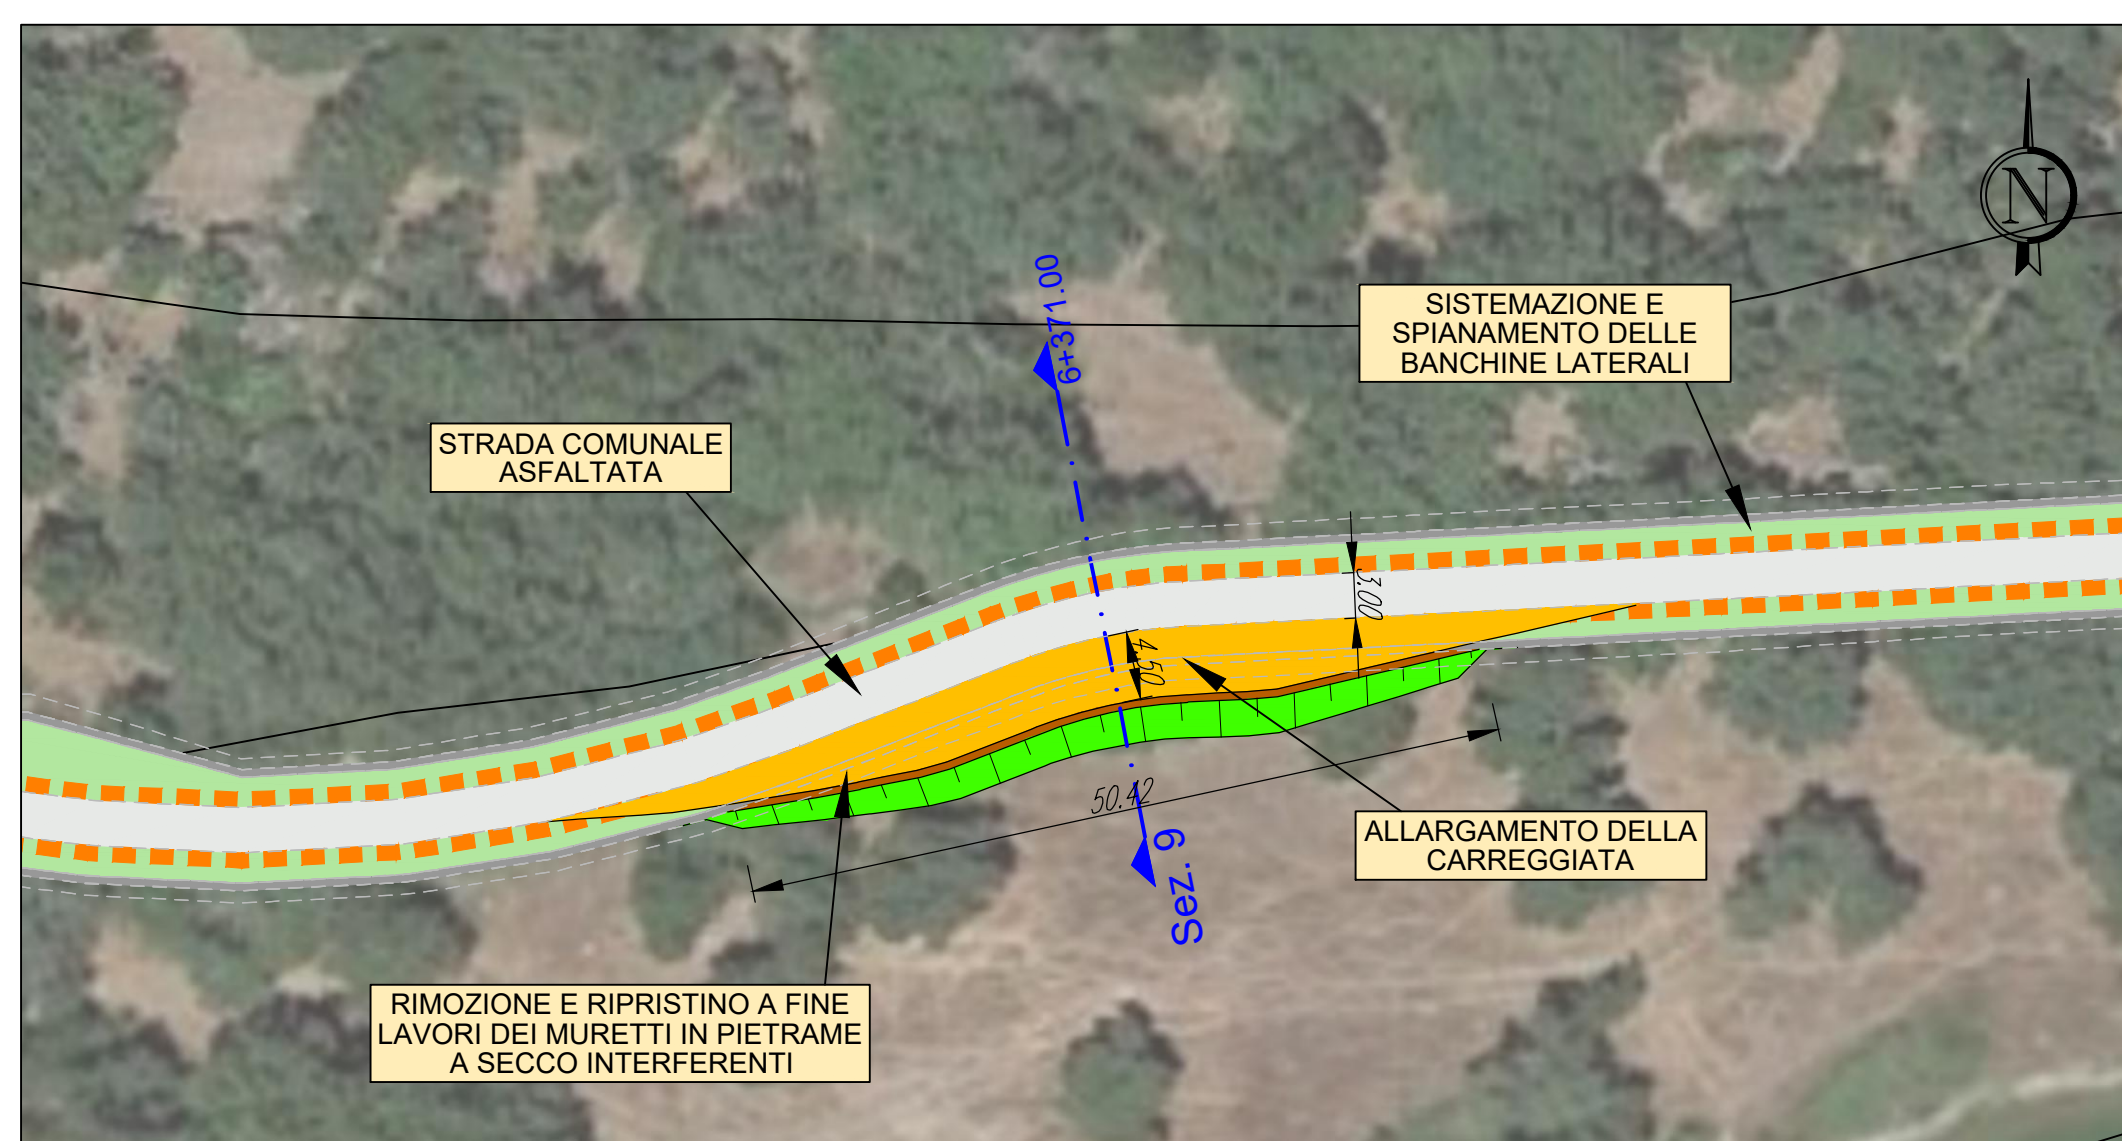 N
6+371.00
SISTEMAZIONE E
SPIANAMENTO DELLE
BANCHINE LATERALI
STRADA COMUNALE
ASFALTATA
3.00
4.50
50.42
Sez. 9
ALLARGAMENTO DELLA
CARREGGIATA
RIMOZIONE E RIPRISTINO A FINE
LAVORI DEI MURETTI IN PIETRAME
A SECCO INTERFERENTI